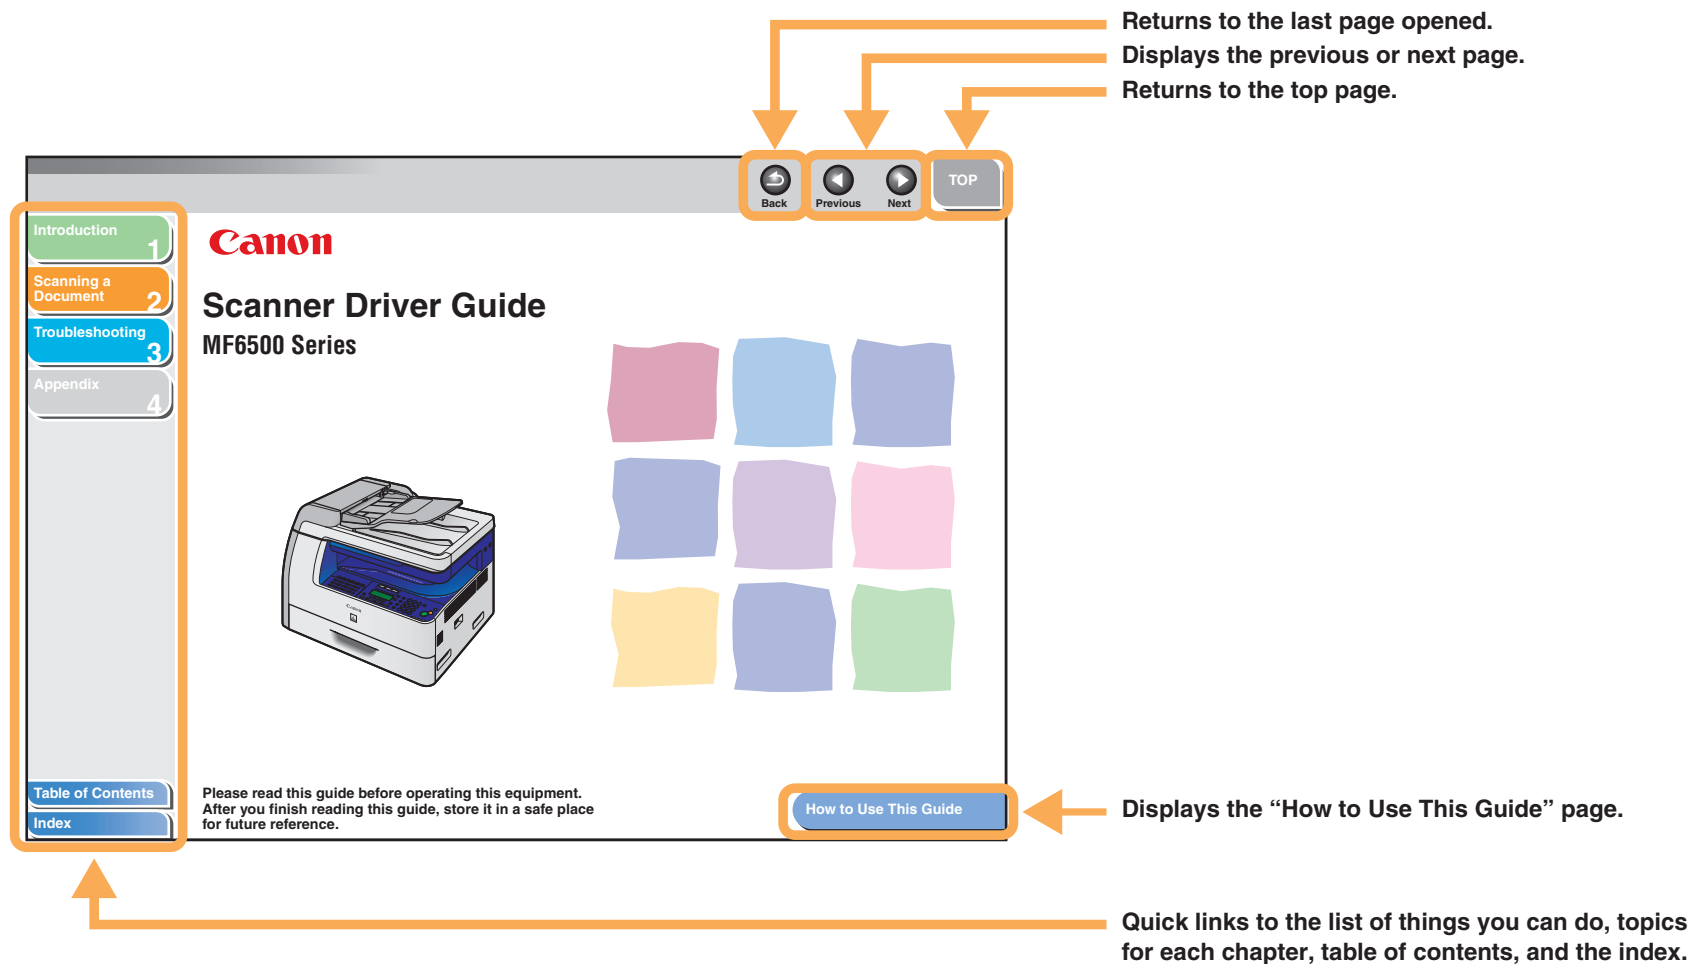 Returns to the last page opened.
Displays the previous or next page.
Returns to the top page.
Back
Previous
Next
TOP
Introduction
1
Scanning a
Document
2
Troubleshooting
3
Appendix
4
Canon
Scanner Driver Guide
MF6500 Series
Canon
Table of Contents
Index
Please read this guide before operating this equipment.
After you finish reading this guide, store it in a safe place
for future reference.
How to Use This Guide
Displays the “How to Use This Guide” page.
Quick links to the list of things you can do, topics
for each chapter, table of contents, and the index.